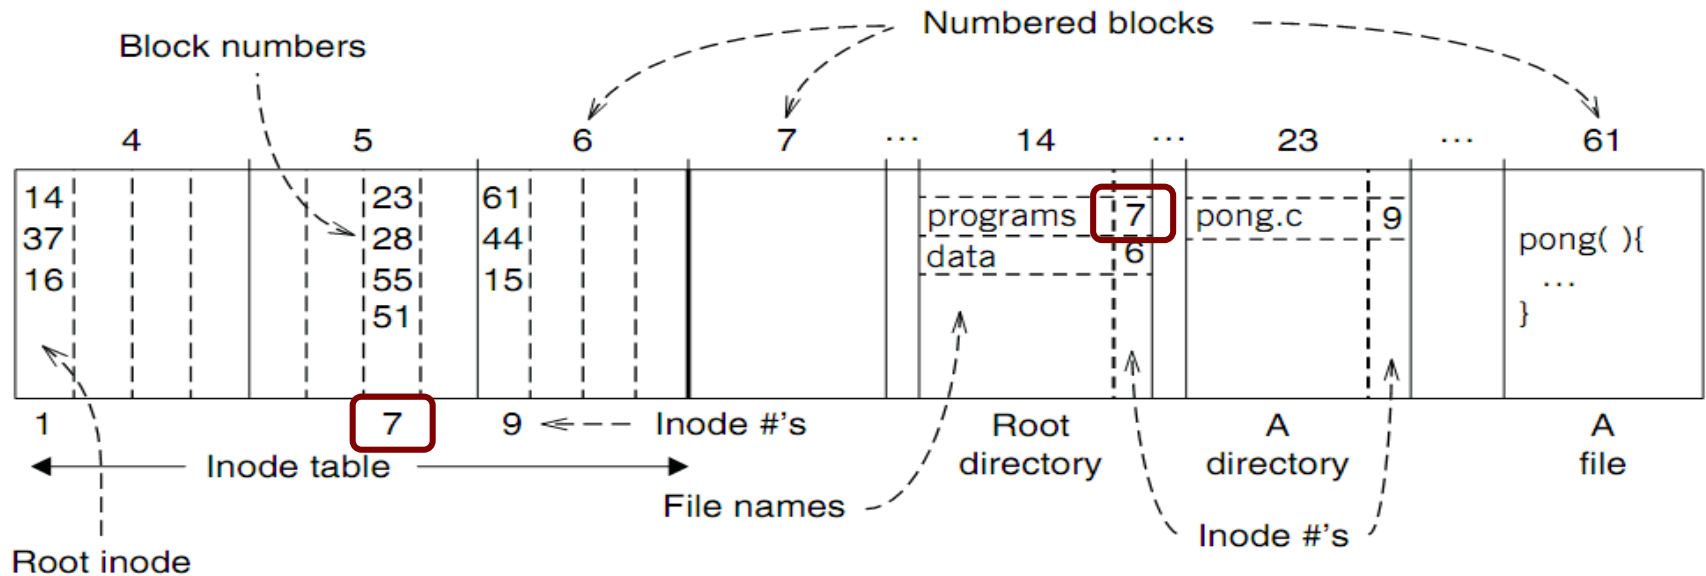 Numbered blocks
Block numbers
4 5 6 7 ... 14 ... 23 ... 61
14 23 61
programs 7 pong.c 9
37 28 44
pong( ){
data 6
16 55 15
...
51
}
1 7 9 Inode #'s
Root directory
A directory
A file
Inode table
File names
Inode #'s
Root inode